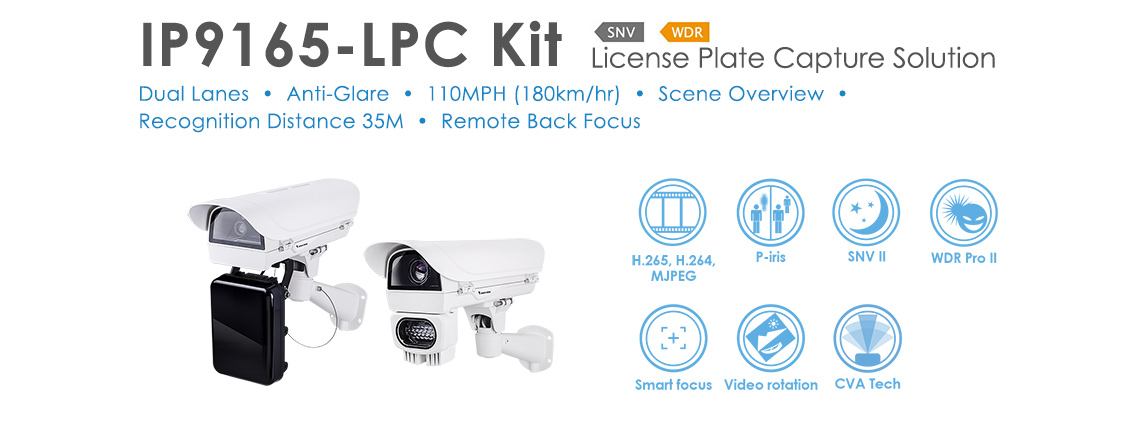 IP9165-LPC Kit
SNV
WDR
License Plate Capture Solution
Dual Lanes • Anti-Glare • 110MPH (180km/hr) • Scene Overview •
Recognition Distance 35M • Remote Back Focus
H.265, H.264,
MJPEG
P-iris
SNV II
WDR Pro II
Smart focus
Video rotation
CVA Tech